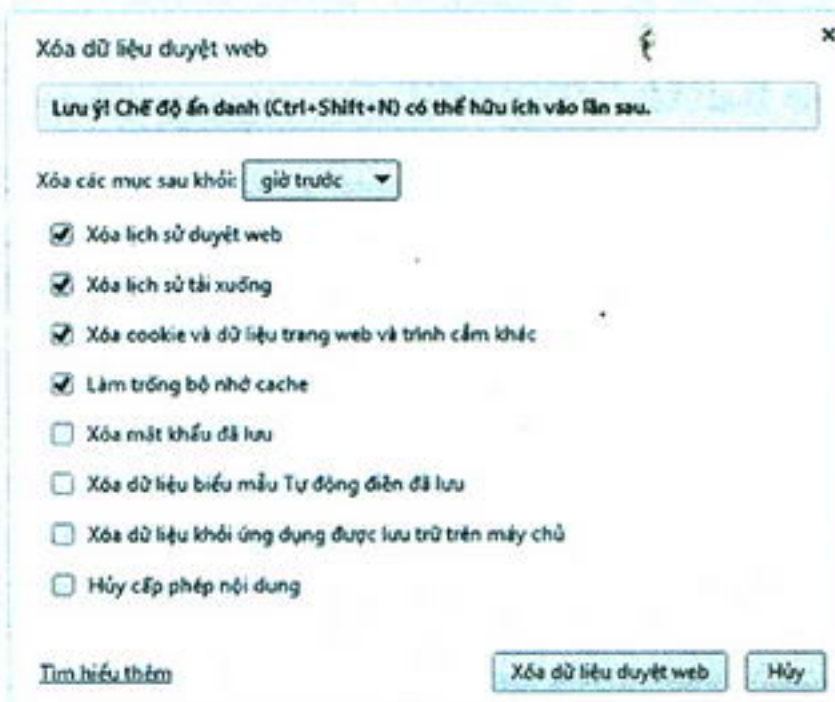 Xóa dữ liệu duyệt web
Lưu ý! Chế độ ẩn danh (Ctrl+Shift+N) có thể hữu ích vào lần sau.
Xóa các mục sau khỏi: giờ trước
Xóa lịch sử duyệt web
Xóa lịch sử tải xuống
Xóa cookie và dữ liệu trang web và trình cắm khác
Làm trống bộ nhớ cache
Xóa mật khẩu đã lưu
Xóa dữ liệu biểu mẫu Tự động điền đã lưu
Xóa dữ liệu khỏi ứng dụng được lưu trữ trên máy chủ
Hủy cấp phép nội dung
Tìm hiểu thêm Xóa dữ liệu duyệt web Hủy